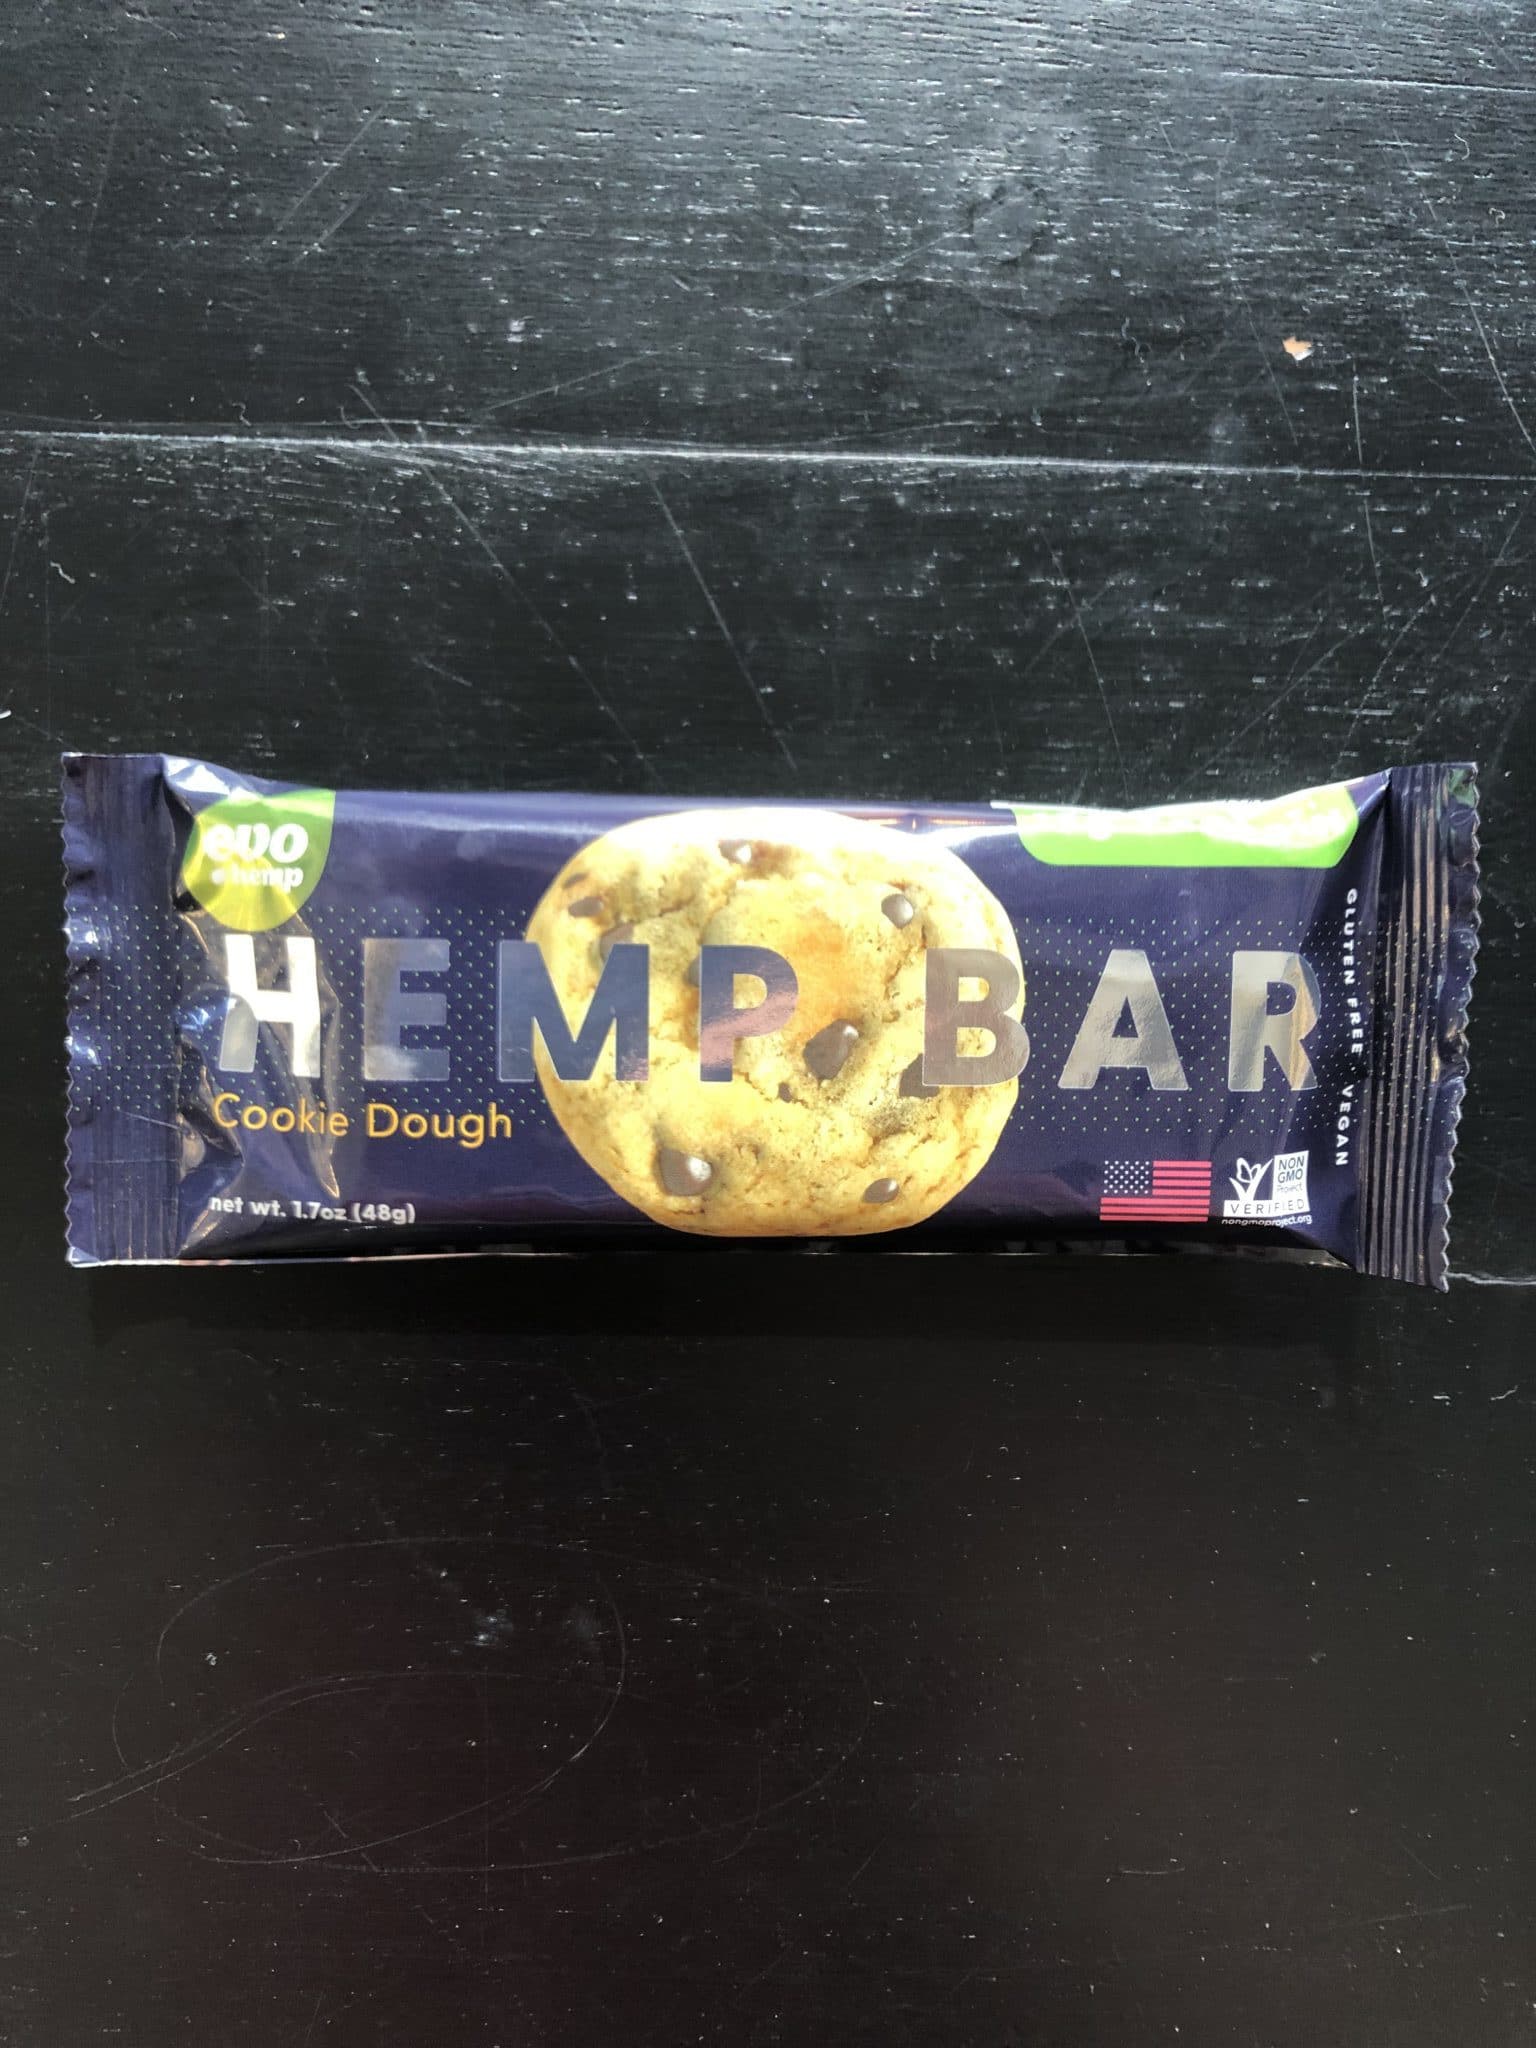 evo
hemp
HEMP BAR
Cookie Dough
net wt. 1.7oz (48g)
GLUTEN FREE · VEGAN
NON
GMO
Project
VERIFIED
nongmoproject.org